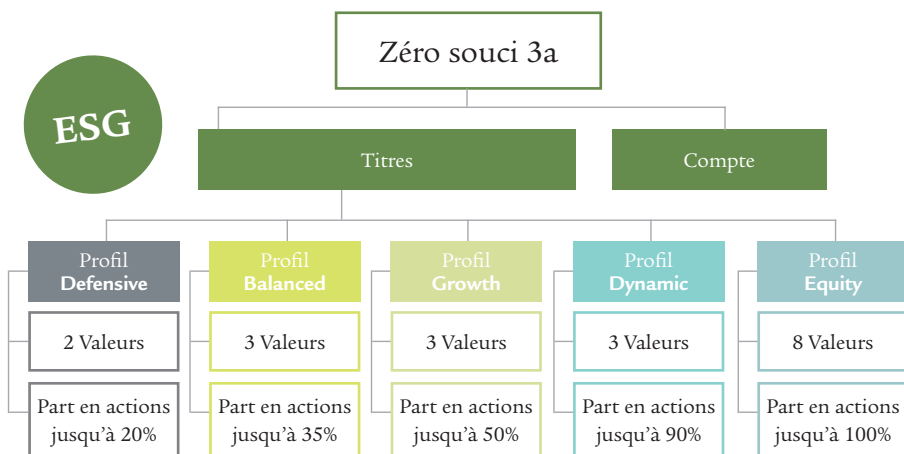 Zéro souci 3a
ESG
Titres
Compte
Profil
Defensive
Profil
Balanced
Profil
Growth
Profil
Dynamic
Profil
Equity
2 Valeurs
3 Valeurs
3 Valeurs
3 Valeurs
8 Valeurs
Part en actions
jusqu’à 20%
Part en actions
jusqu’à 35%
Part en actions
jusqu’à 50%
Part en actions
jusqu’à 90%
Part en actions
jusqu’à 100%